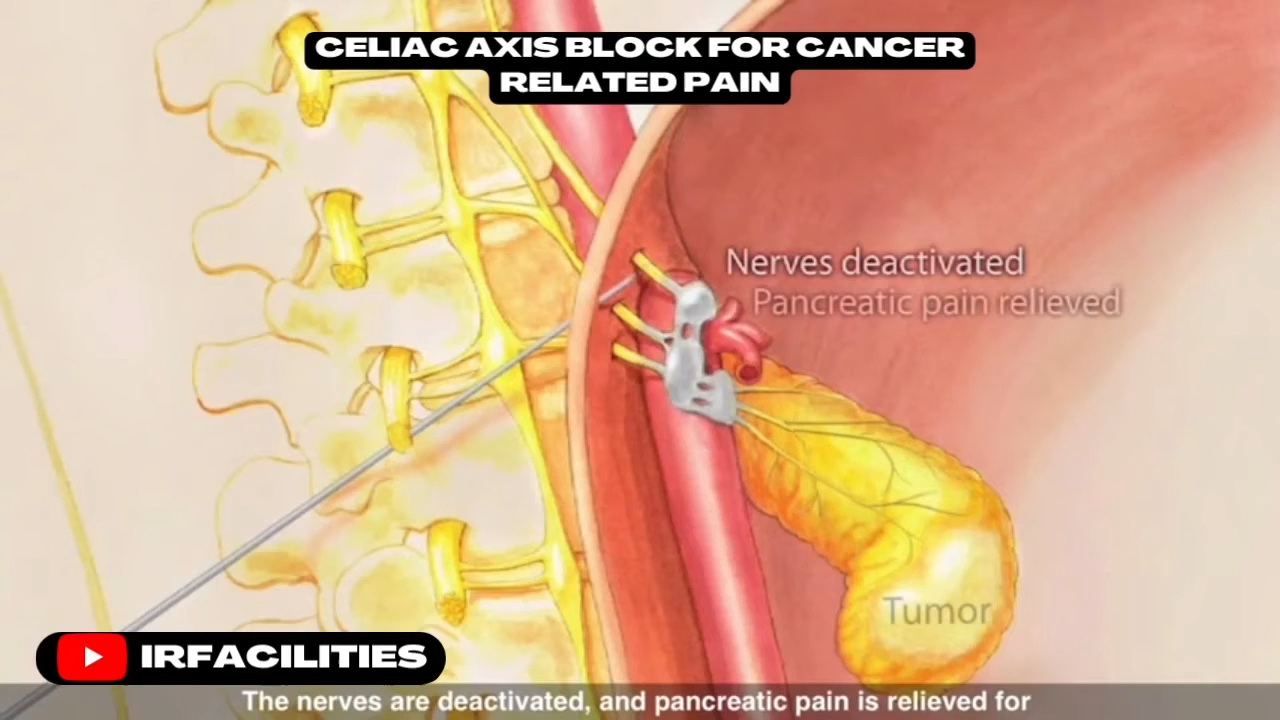 CELIAC AXIS BLOCK FOR CANCER
RELATED PAIN
Nerves deactivated
Pancreatic pain relieved
Tumor
IRFACILITIES
The nerves are deactivated, and pancreatic pain is relieved for